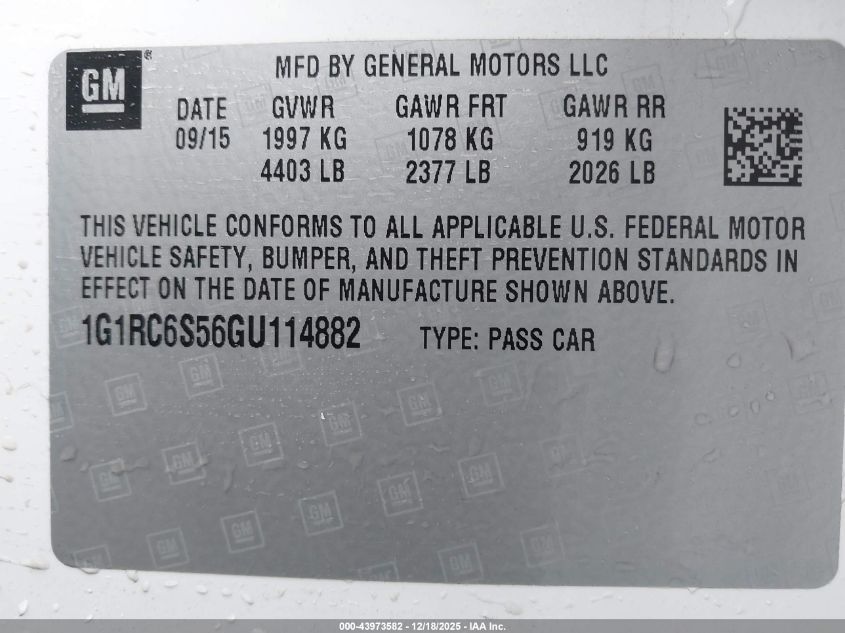 GM ®
MFD BY GENERAL MOTORS LLC
DATE GVWR GAWR FRT GAWR RR
09/15 1997 KG 1078 KG 919 KG
4403 LB 2377 LB 2026 LB
THIS VEHICLE CONFORMS TO ALL APPLICABLE U.S. FEDERAL MOTOR
VEHICLE SAFETY, BUMPER, AND THEFT PREVENTION STANDARDS IN
EFFECT ON THE DATE OF MANUFACTURE SHOWN ABOVE.
1G1RC6S56GU114882 TYPE: PASS CAR
000-43973582 - 12/18/2025 - IAA Inc.